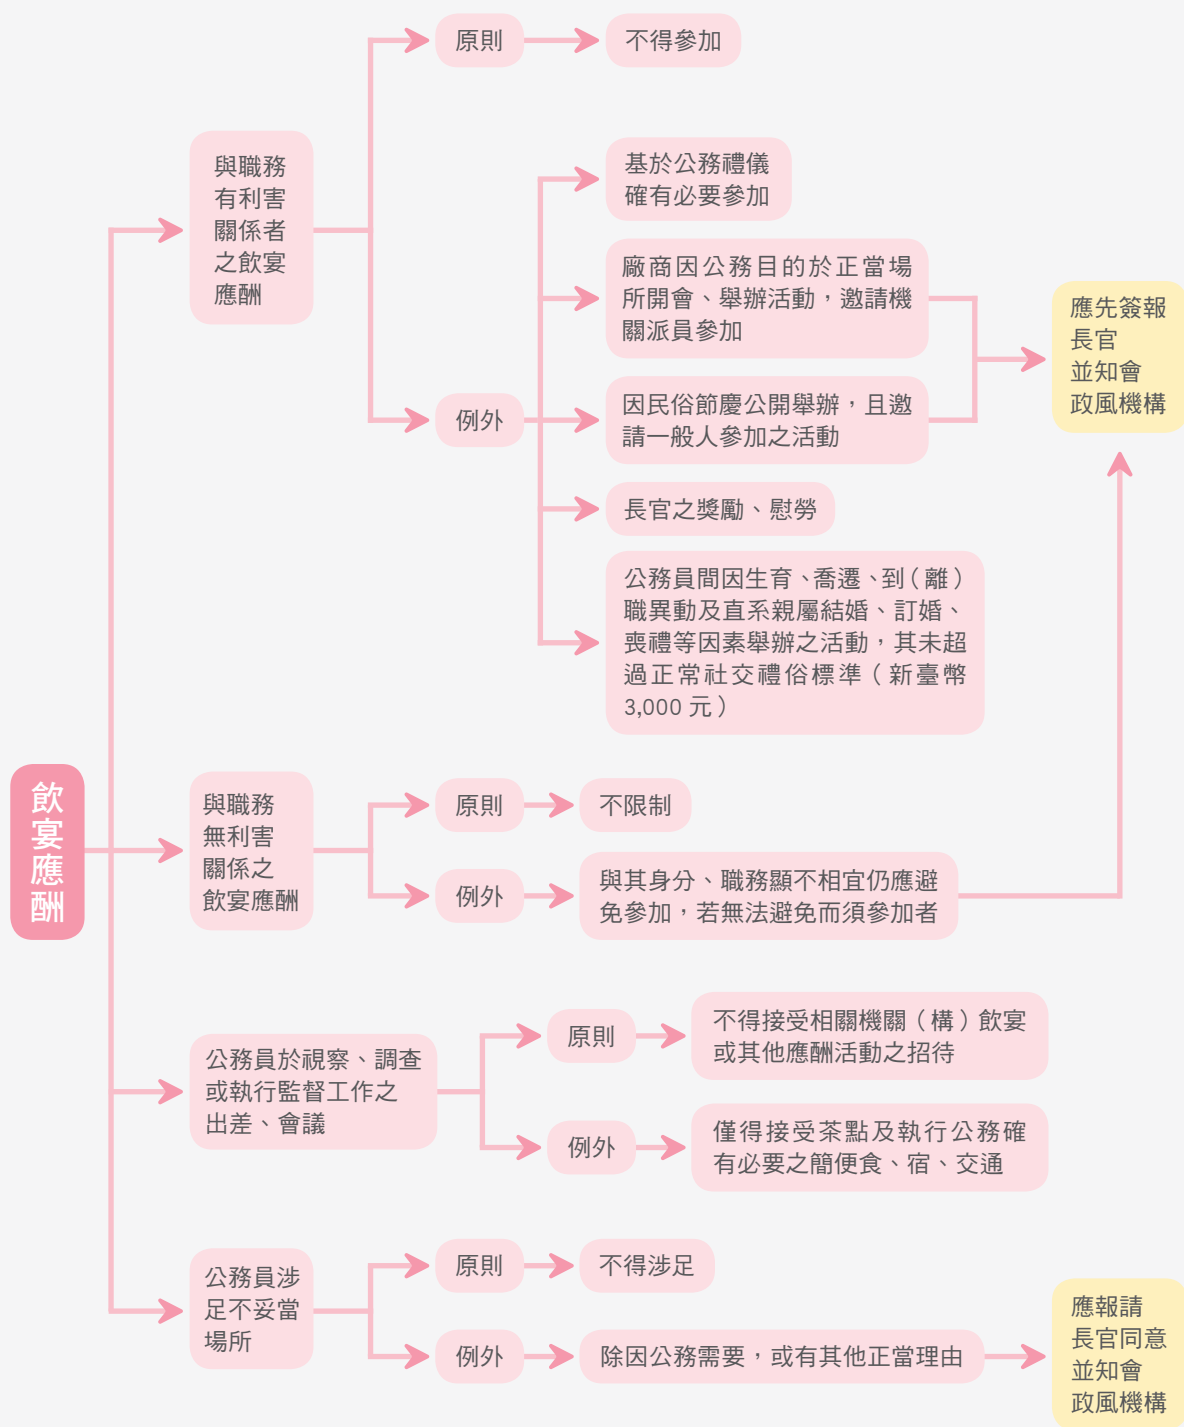 飲宴應酬
與職務
有利害
關係者
之飲宴
應酬
原則
不得參加
例外
基於公務禮儀
確有必要參加
廠商因公務目的於正當場
所開會、舉辦活動，邀請機
關派員參加
因民俗節慶公開舉辦，且邀
請一般人參加之活動
長官之獎勵、慰勞
公務員間因生育、喬遷、到（離）
職異動及直系親屬結婚、訂婚、
喪禮等因素舉辦之活動，其未超
過正常社交禮俗標準（新臺幣
3,000 元）
應先簽報
長官
並知會
政風機構
與職務
無利害
關係之
飲宴應酬
原則
不限制
例外
與其身分、職務顯不相宜仍應避
免參加，若無法避免而須參加者
公務員於視察、調查
或執行監督工作之
出差、會議
原則
不得接受相關機關（構）飲宴
或其他應酬活動之招待
例外
僅得接受茶點及執行公務確
有必要之簡便食、宿、交通
公務員涉
足不妥當
場所
原則
不得涉足
例外
除因公務需要，或有其他正當理由
應報請
長官同意
並知會
政風機構